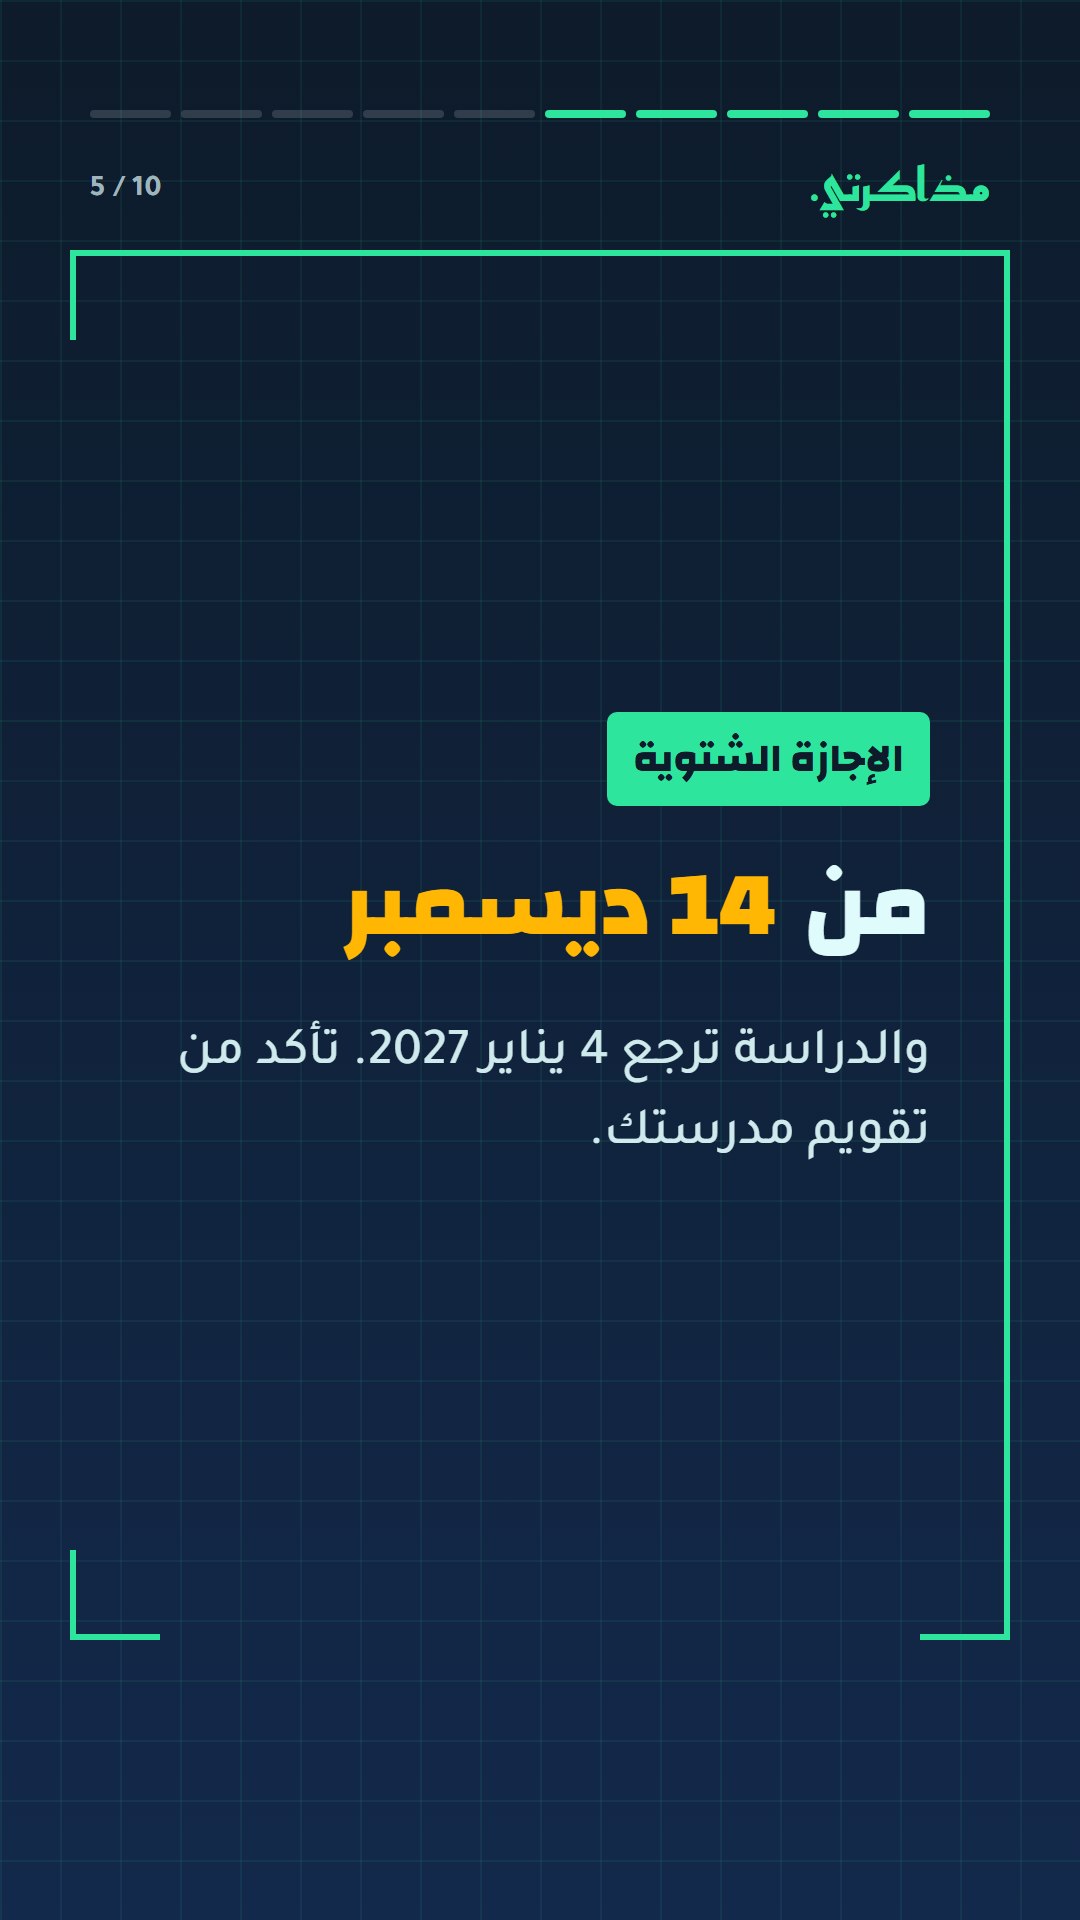 مذاكرتي.
5 / 10
الإجازة الشتوية
من 14 ديسمبر
والدراسة ترجع 4 يناير 2027. تأكد من
تقويم مدرستك.